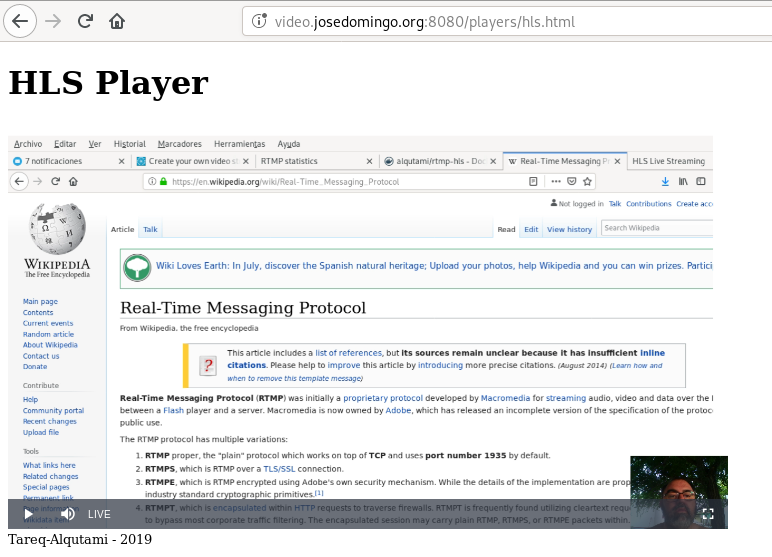 video.josedomingo.org:8080/players/hls.html
HLS Player
Archivo Editar Ver Historial Marcadores Herramientas Ayuda
7 notificaciones Create your own video s RTMP statistics alqutami/rtmp-hls - Doc Real-Time Messaging P HLS Live Streaming
https://en.wikipedia.org/wiki/Real-Time_Messaging_Protocol
Not logged in Talk Contributions Create acc
Article Talk Read Edit View history Search Wikipedia
WIKIPEDIA
The Free Encyclopedia
Wiki Loves Earth: In July, discover the Spanish natural heritage; Upload your photos, help Wikipedia and you can win prizes. Partici
Main page
Contents
Current events
Random article
About Wikipedia
Contact us
Donate
Contribute
Help
Community portal
Recent changes
Upload file
Tools
What links here
Related changes
Special pages
Permanent link
Page information
Wikidata item
Real-Time Messaging Protocol
From Wikipedia, the free encyclopedia
This article includes a list of references, but its sources remain unclear because it has insufficient inline
citations. Please help to improve this article by introducing more precise citations. (August 2014) (Learn how and
when to remove this template message)
Real-Time Messaging Protocol (RTMP) was initially a proprietary protocol developed by Macromedia for streaming audio, video and data over the I
between a Flash player and a server. Macromedia is now owned by Adobe, which has released an incomplete version of the specification of the protoc
public use.
The RTMP protocol has multiple variations:
1. RTMP proper, the "plain" protocol which works on top of TCP and uses port number 1935 by default.
2. RTMPS, which is RTMP over a TLS/SSL connection.
3. RTMPE, which is RTMP encrypted using Adobe's own security mechanism. While the details of the implementation are prop
industry standard cryptographic primitives.[1]
4. RTMPT, which is encapsulated within HTTP requests to traverse firewalls. RTMPT is frequently found utilizing cleartext requ
to bypass most corporate traffic filtering. The encapsulated session may carry plain RTMP, RTMPS, or RTMPE packets within
LIVE
Tareq-Alqutami - 2019